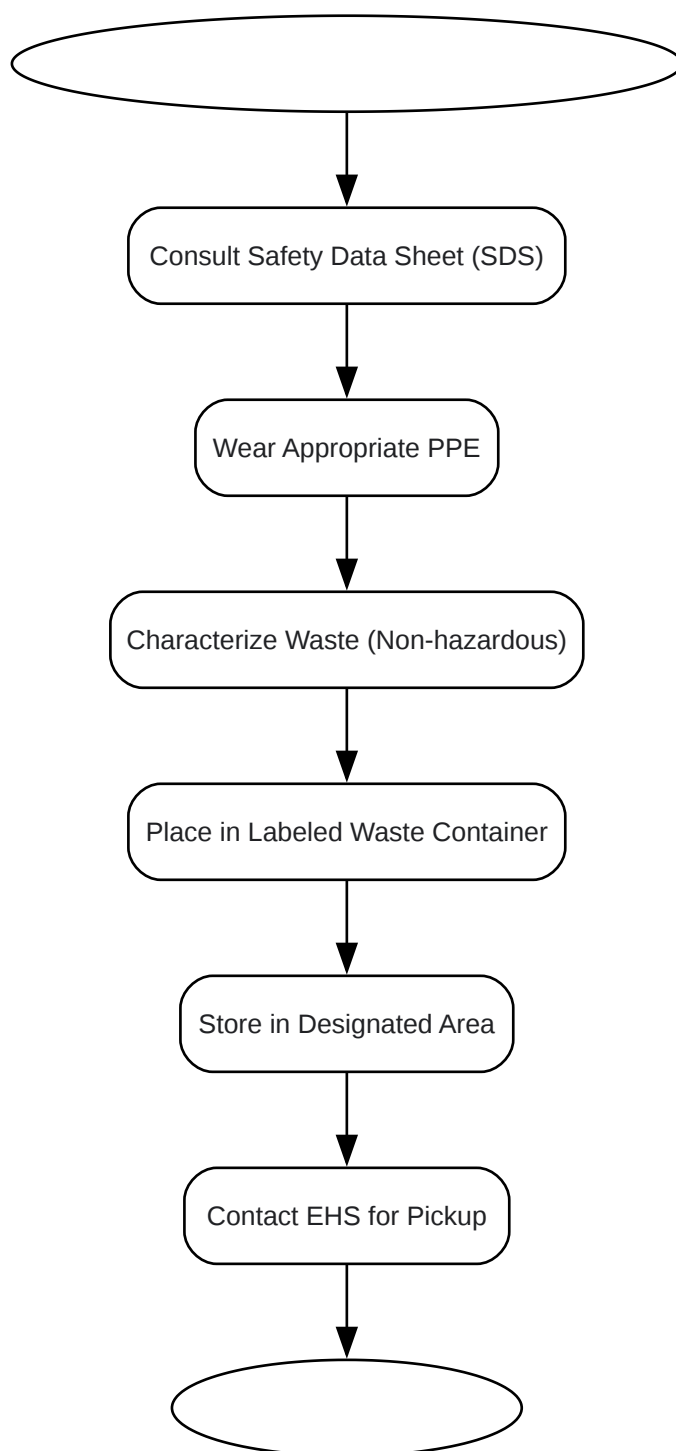 Consult Safety Data Sheet (SDS)
Wear Appropriate PPE
Characterize Waste (Non-hazardous)
Place in Labeled Waste Container
Store in Designated Area
Contact EHS for Pickup